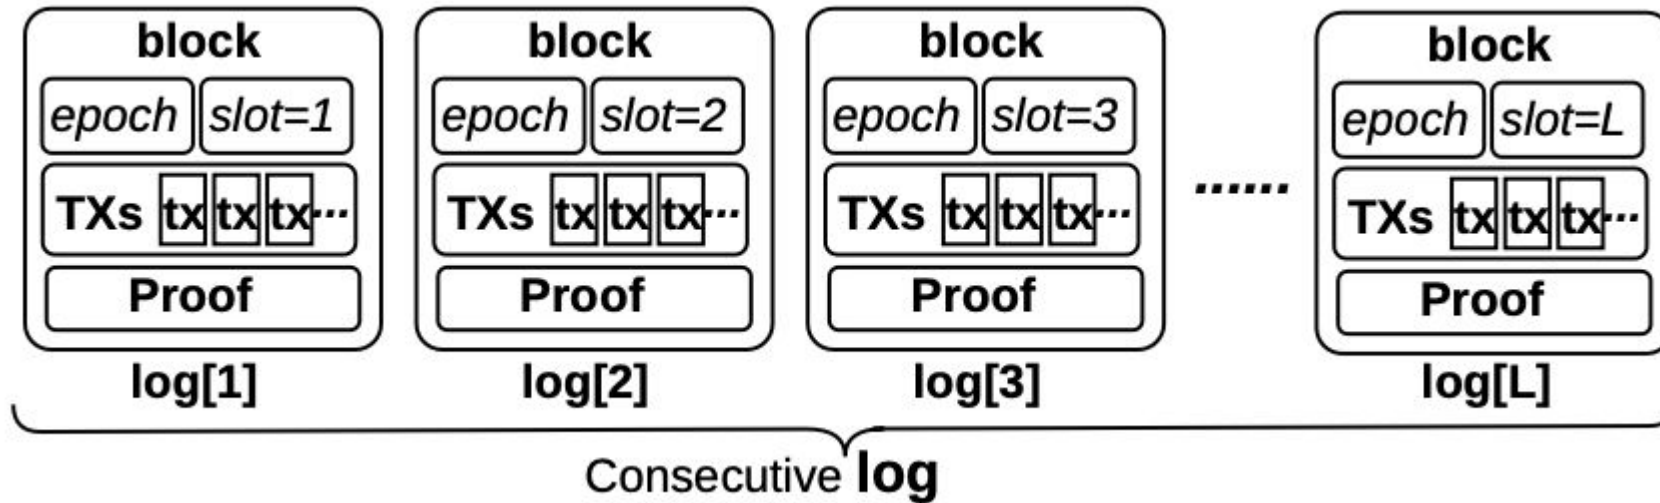 block block block block
epoch slot=1 epoch slot=2 epoch slot=3 epoch slot=L
TXs tx tx tx... TXs tx tx tx... TXs tx tx tx... ...... TXs tx tx tx...
Proof Proof Proof Proof
log[1] log[2] log[3] log[L]
Consecutive log